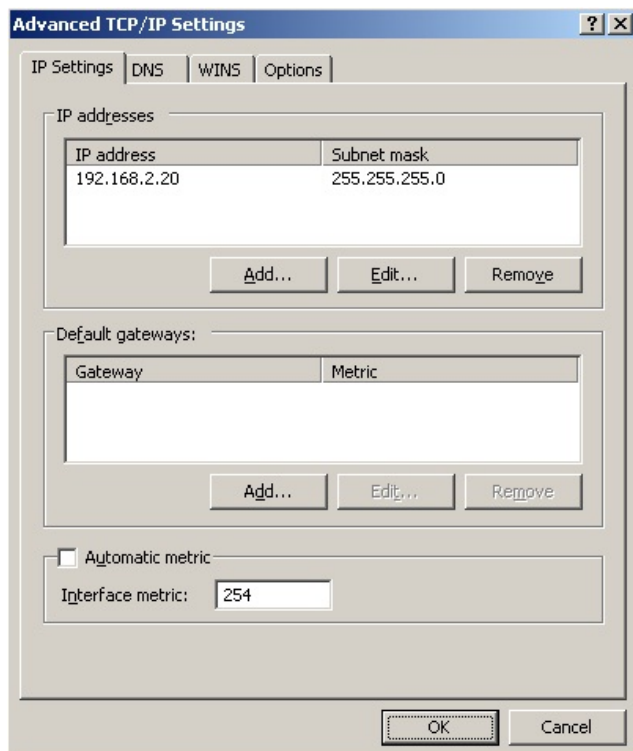 Advanced TCP/IP Settings
IP Settings DNS WINS Options
IP addresses
IP address Subnet mask
192.168.2.20 255.255.255.0
Add... Edit... Remove
Default gateways:
Gateway Metric
Add... Edit... Remove
Automatic metric
Interface metric: 254
OK Cancel